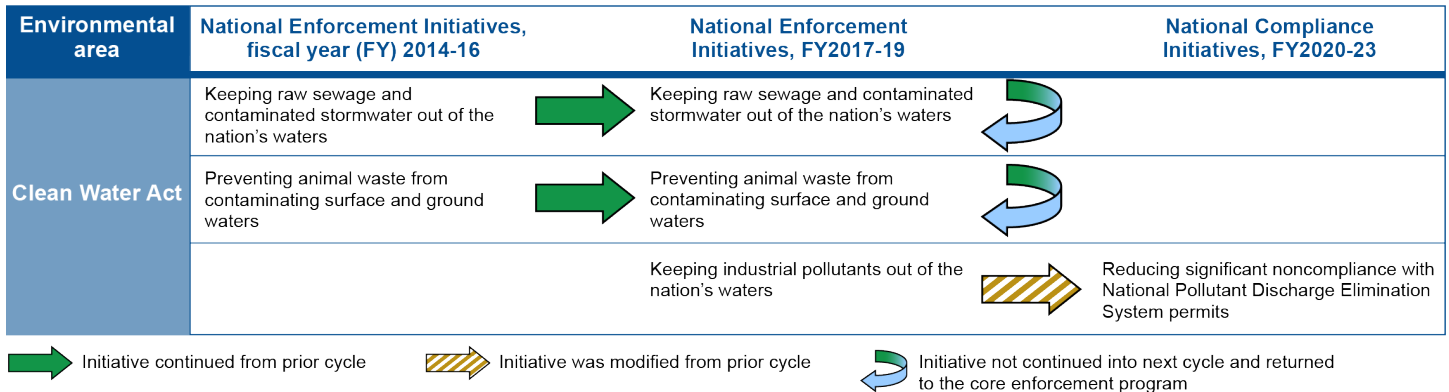 Environmental
area
National Enforcement Initiatives,
fiscal year (FY) 2014-16
National Enforcement
Initiatives, FY2017-19
National Compliance
Initiatives, FY2020-23
Clean Water Act
Keeping raw sewage and
contaminated stormwater out of the
nation's waters
Keeping raw sewage and contaminated
stormwater out of the nation's waters
Preventing animal waste from
contaminating surface and ground
waters
Preventing animal waste from
contaminating surface and ground
waters
Keeping industrial pollutants out of the
nation's waters
Reducing significant noncompliance with
National Pollutant Discharge Elimination
System permits
Initiative continued from prior cycle
Initiative was modified from prior cycle
Initiative not continued into next cycle and returned
to the core enforcement program